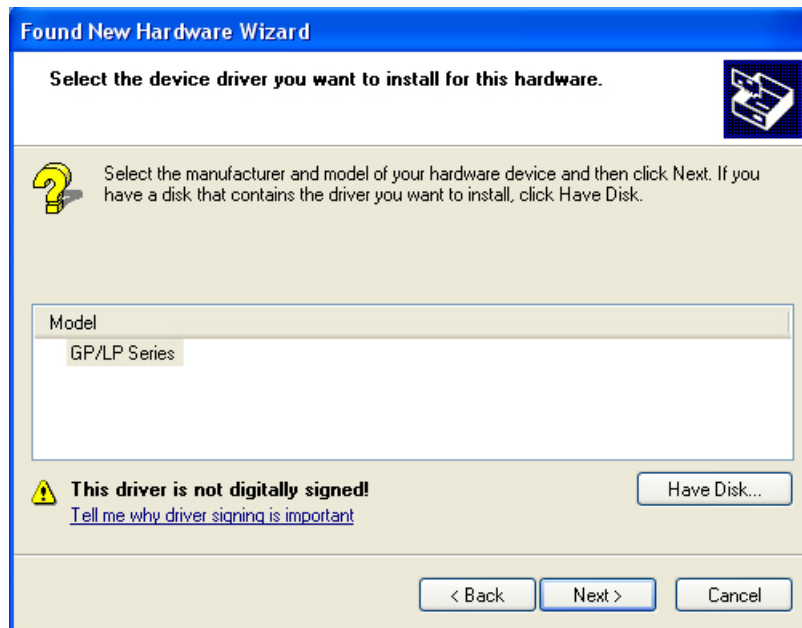 Found New Hardware Wizard
Select the device driver you want to install for this hardware.
Select the manufacturer and model of your hardware device and then click Next. If you
have a disk that contains the driver you want to install, click Have Disk.
Model
GP/LP Series
This driver is not digitally signed!
Have Disk...
Tell me why driver signing is important
< Back
Next >
Cancel